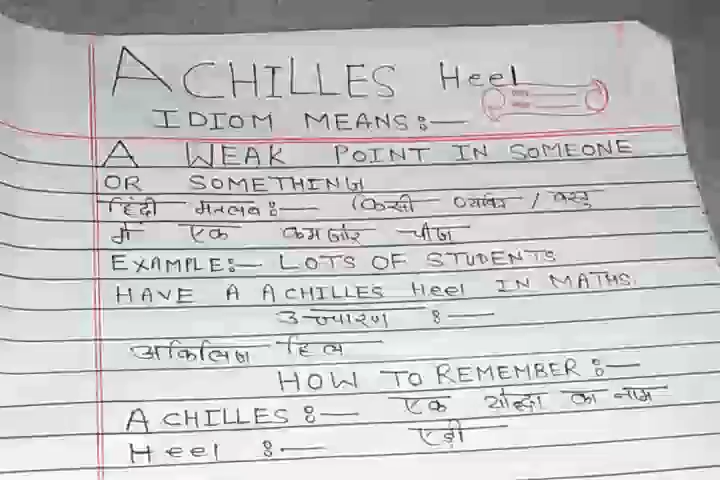 ACHILLES Heel
IDIOM MEANS:—
A WEAK POINT IN SOMEONE
OR SOMETHING
हिंदी मतलब:— किसी व्यक्ति / वस्तु
में एक कमजोर चीज
EXAMPLE:— LOTS OF STUDENTS
HAVE A ACHILLES Heel IN MATHS.
उच्चारण :—
अकिलिज हिल
HOW TO REMEMBER:—
ACHILLES:— एक योद्धा का नाम
Heel :— एड़ी